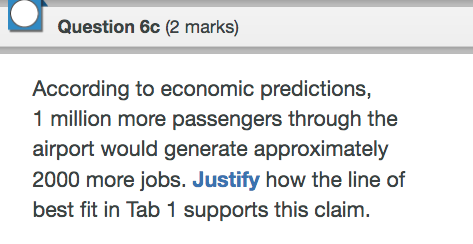 Question 6c (2 marks)
According to economic predictions,
1 million more passengers through the
airport would generate approximately
2000 more jobs. Justify how the line of
best fit in Tab 1 supports this claim.